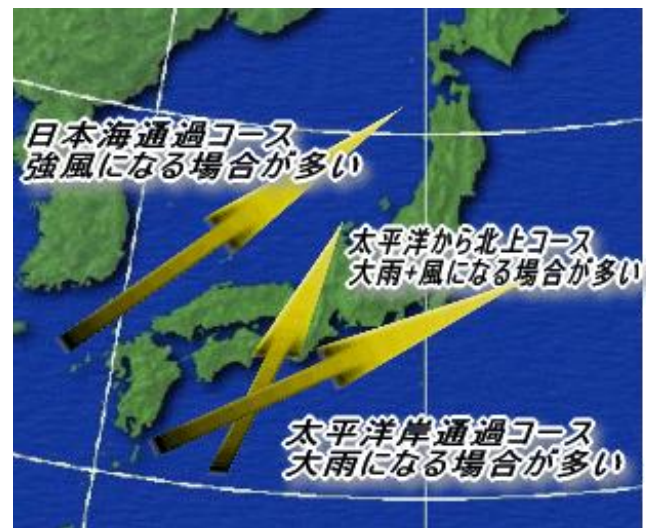 日本海通過コース
強風になる場合が多い
太平洋から北上コース
大雨+風になる場合が多い
太平洋岸通過コース
大雨になる場合が多い